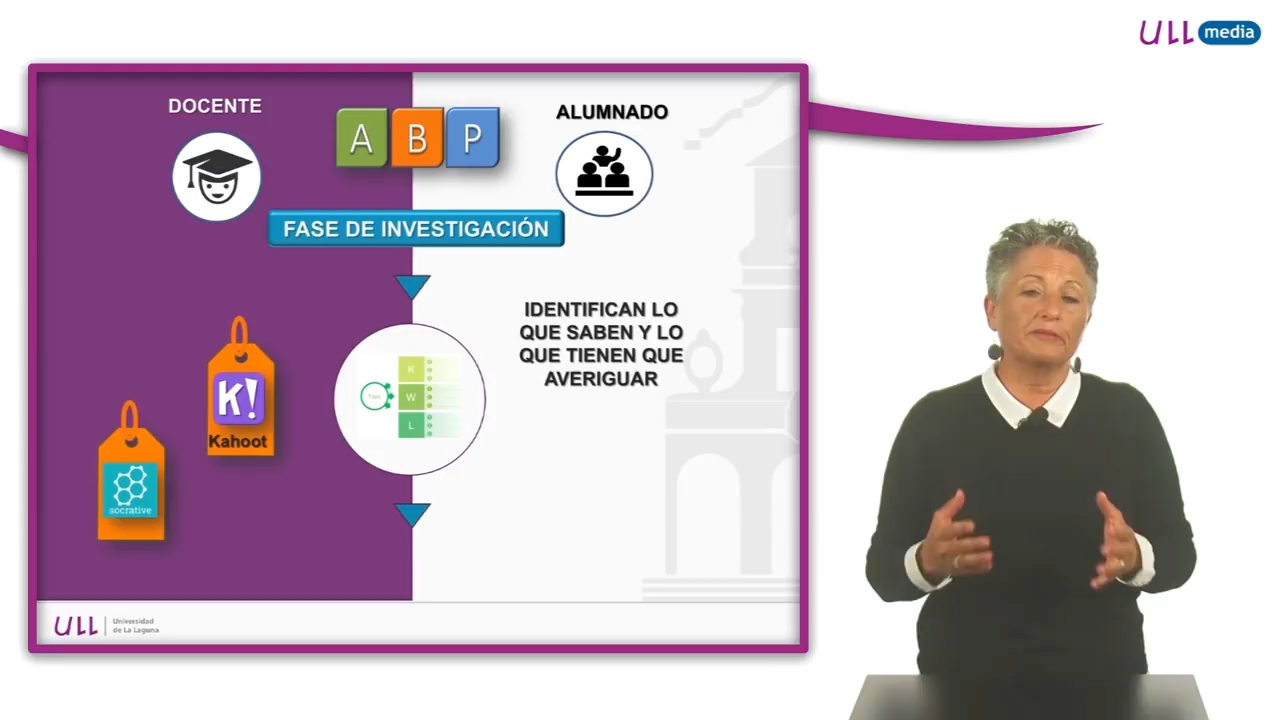 ULL media
DOCENTE
A B P
ALUMNADO
FASE DE INVESTIGACIÓN
IDENTIFICAN LO
QUE SABEN Y LO
QUE TIENEN QUE
AVERIGUAR
K
W
L
K!
Kahoot
socrative
ULL
Universidad
de La Laguna